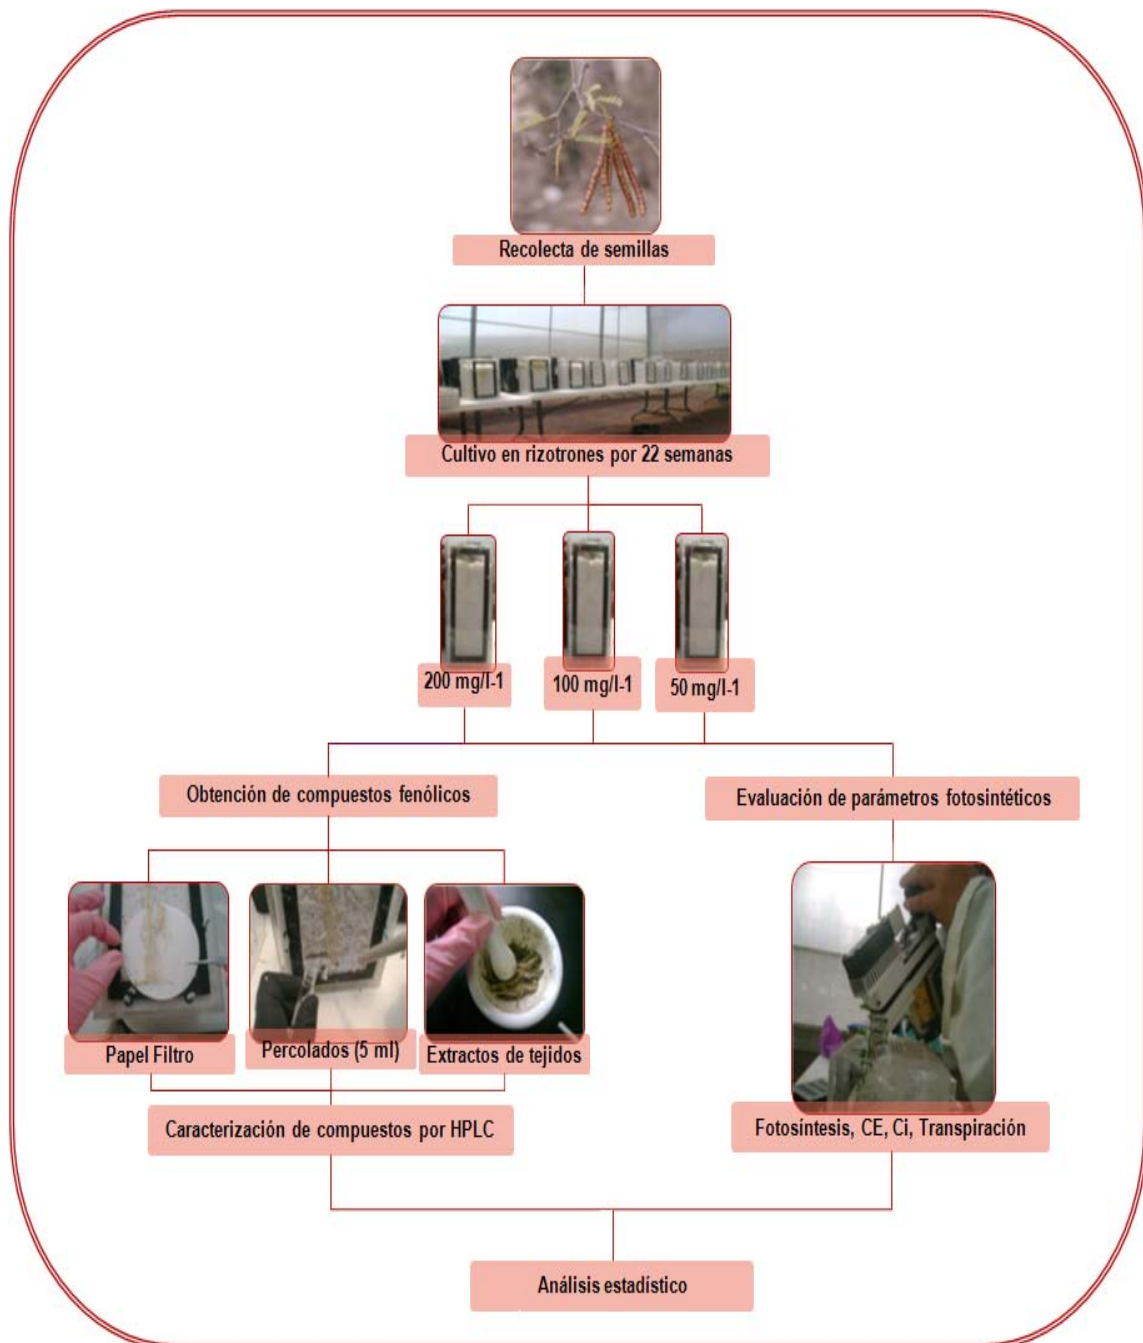 Recolecta de semillas
Cultivo en rizotrones por 22 semanas
200 mg/l-1
100 mg/l-1
50 mg/l-1
Obtención de compuestos fenólicos
Evaluación de parámetros fotosintéticos
Papel Filtro
Percolados (5 ml)
Extractos de tejidos
Caracterización de compuestos por HPLC
Fotosíntesis, CE, Ci, Transpiración
Análisis estadístico